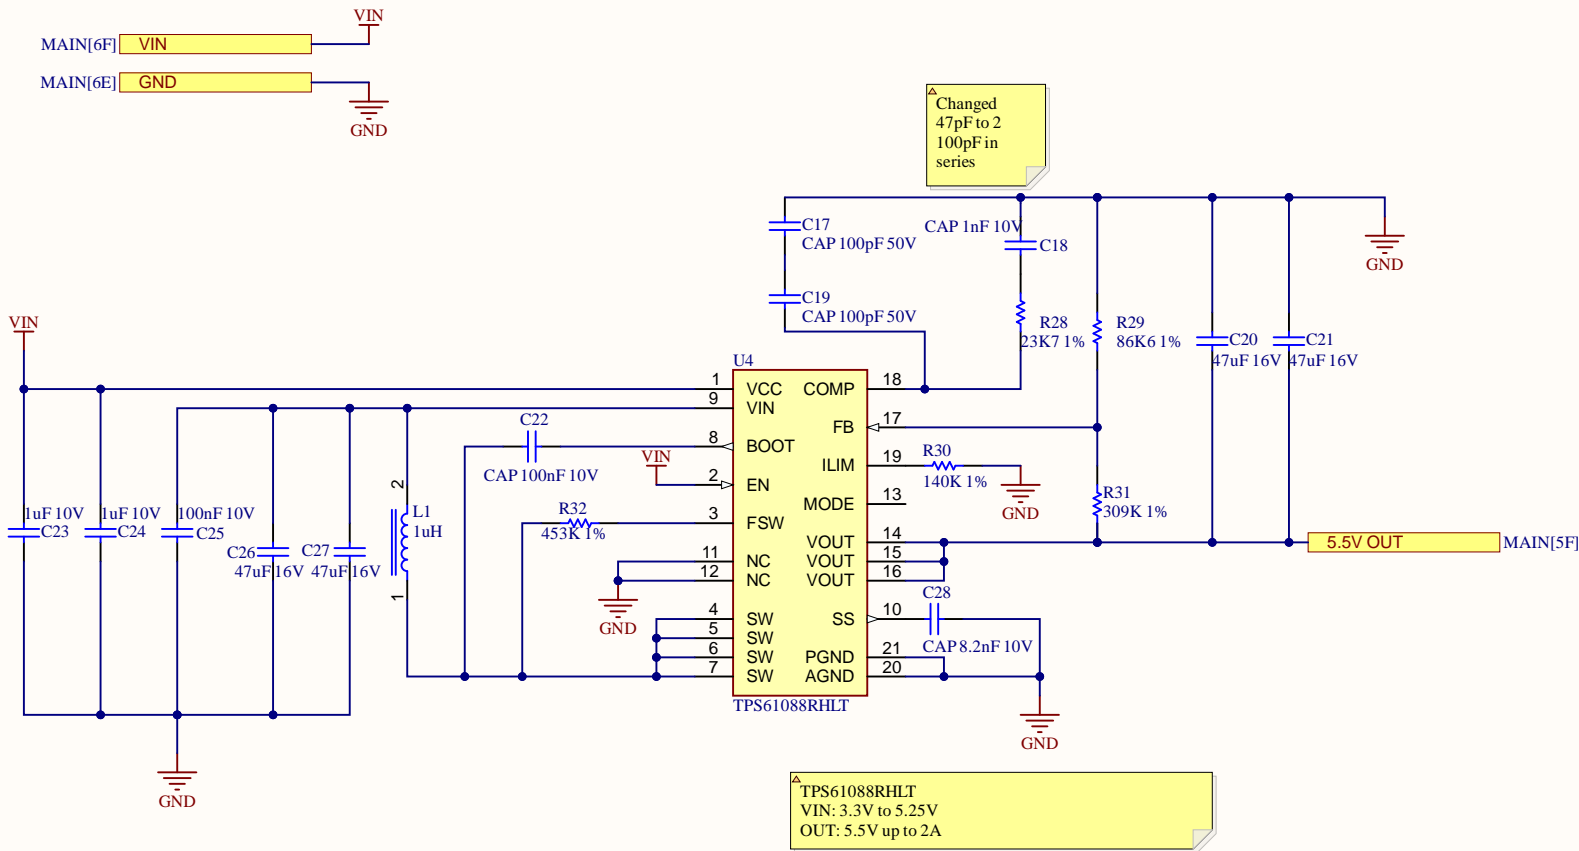 VIN
MAIN[6F] VIN
MAIN[6E] GND
GND
Changed
47pF to 2
100pF in
series
C17
CAP 100pF 50V
CAP 1nF 10V
C18
GND
C19
CAP 100pF 50V
VIN
R28
23K7 1%
R29
86K6 1%
C20
47uF 16V
C21
47uF 16V
U4
1 VCC COMP 18
9 VIN
FB 17
C22
8 BOOT
CAP 100nF 10V
VIN
2 EN
ILIM 19
R30
140K 1%
GND
MODE 13
R31
309K 1%
2
L1
1uH
1
R32
453K 1%
3 FSW
1uF 10V
C23
1uF 10V
C24
100nF 10V
C25
C26
47uF 16V
C27
47uF 16V
VOUT 14
5.5V OUT MAIN[5F]
11 NC VOUT 15
12 NC VOUT 16
GND
C28
4 SW SS 10
5 SW
CAP 8.2nF 10V
6 SW PGND 21
7 SW AGND 20
TPS61088RHLT
GND
GND
TPS61088RHLT
VIN: 3.3V to 5.25V
OUT: 5.5V up to 2A